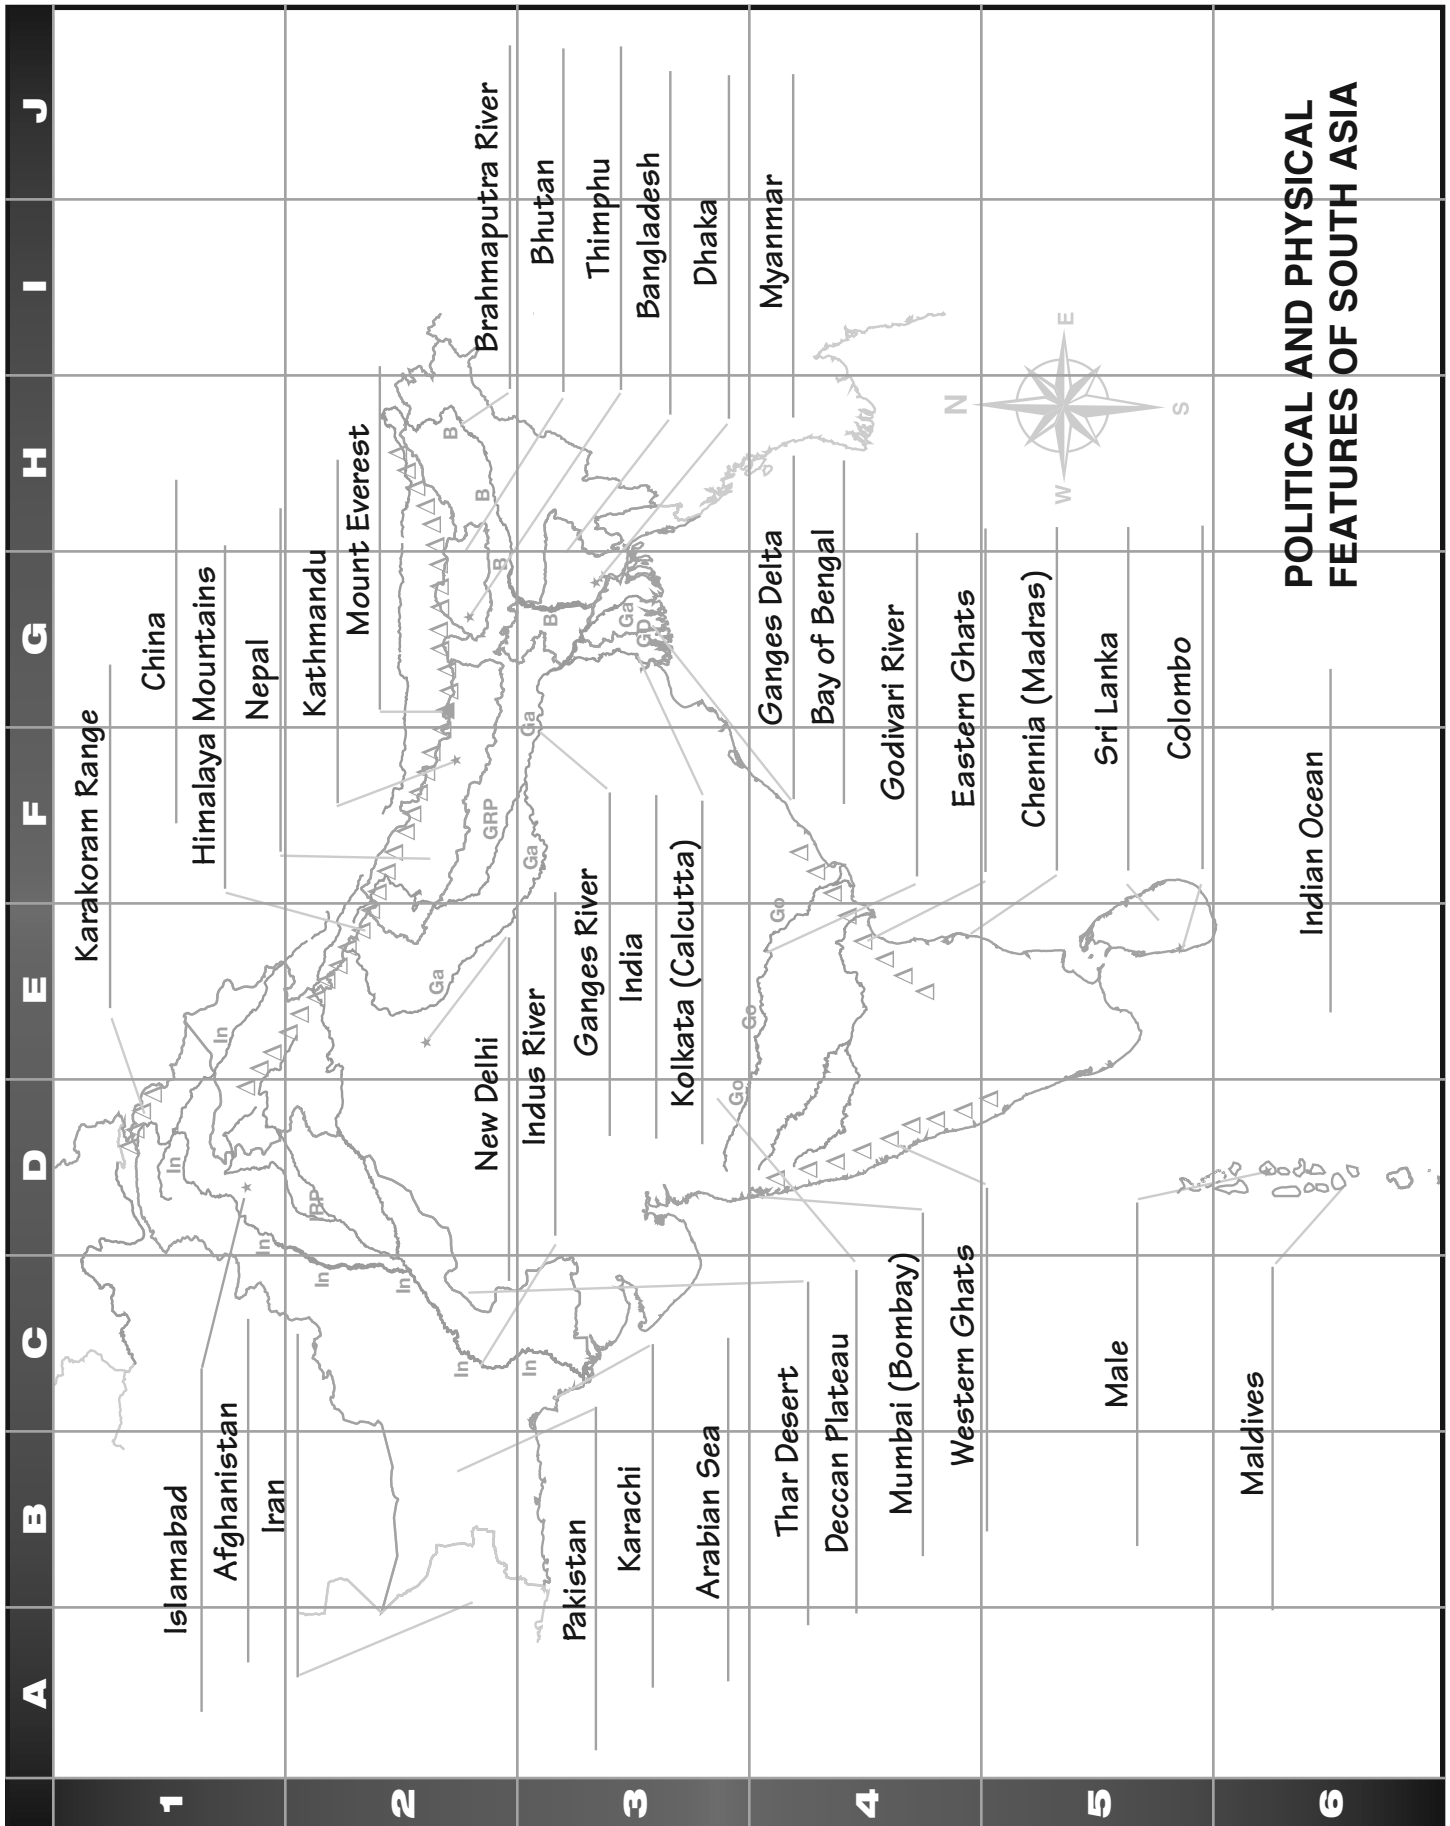 A
B
C
D
E
F
G
H
I
J
1
2
3
4
5
6
Karakoram Range
China
Himalaya Mountains
Nepal
Kathmandu
Mount Everest
Brahmaputra River
Bhutan
Thimphu
Bangladesh
Dhaka
Myanmar
Islamabad
Afghanistan
Iran
New Delhi
Indus River
Ganges River
India
Kolkata (Calcutta)
Ganges Delta
Bay of Bengal
Godivari River
Eastern Ghats
Chennia (Madras)
Sri Lanka
Colombo
Pakistan
Karachi
Arabian Sea
Thar Desert
Deccan Plateau
Mumbai (Bombay)
Western Ghats
Male
Maldives
Indian Ocean
In
In
In
In
In
In
In
IRP
Ga
Ga
Ga
Ga
GRP
GD
B
B
B
B
Go
Go
Go
N
E
S
W
POLITICAL AND PHYSICAL
FEATURES OF SOUTH ASIA